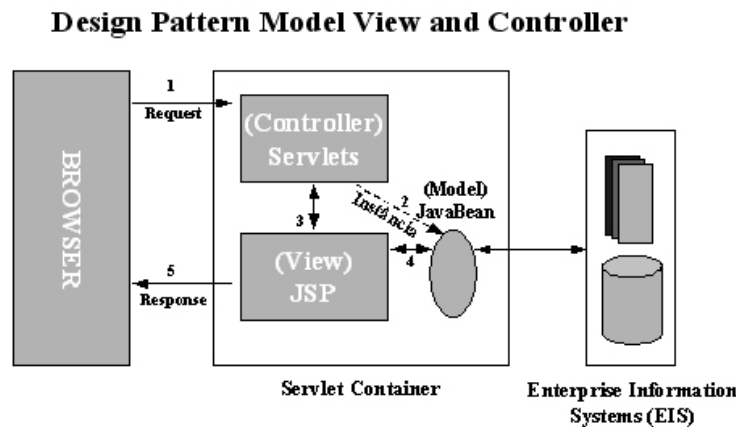 Design Pattern Model View and Controller
BROWSER
1
Request
(Controller)
Servlets
2
Instancia
(Model)
JavaBean
3
(View)
JSP
4
5
Response
Servlet Container
Enterprise Information
Systems (EIS)